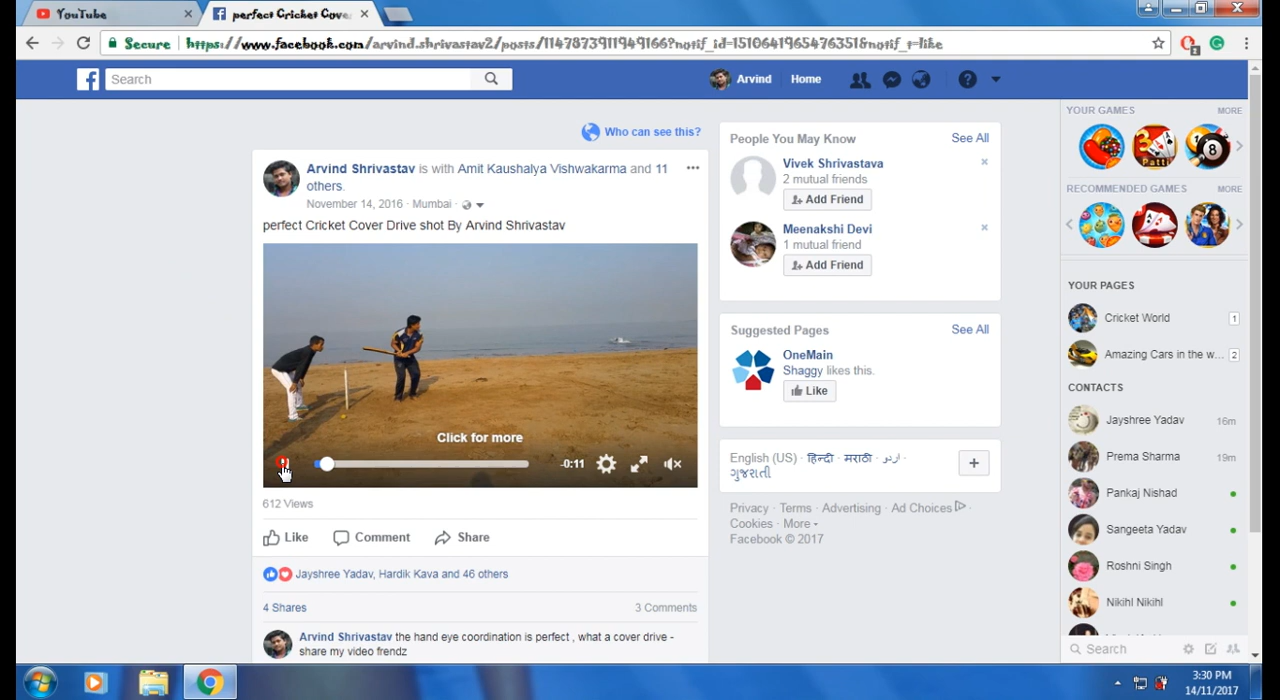 YouTube
perfect Cricket Cove
Secure
https://www.facebook.com/arvind.shrivastav2/posts/1147873911949166?notif_id=1510641965476351&notif_t=like
Search
Arvind
Home
Who can see this?
Arvind Shrivastav is with Amit Kaushalya Vishwakarma and 11
others.
November 14, 2016 · Mumbai ·
perfect Cricket Cover Drive shot By Arvind Shrivastav
Click for more
-0:11
612 Views
Like
Comment
Share
Jayshree Yadav, Hardik Kava and 46 others
4 Shares
3 Comments
Arvind Shrivastav the hand eye coordination is perfect , what a cover drive -
share my video frendz
People You May Know
See All
Vivek Shrivastava
2 mutual friends
Add Friend
Meenakshi Devi
1 mutual friend
Add Friend
Suggested Pages
See All
OneMain
Shaggy likes this.
Like
English (US) · हिन्दी · मराठी · اردو ·
ગુજરાતી
Privacy · Terms · Advertising · Ad Choices ·
Cookies · More
Facebook © 2017
YOUR GAMES
MORE
3 Patti
8
RECOMMENDED GAMES
MORE
YOUR PAGES
Cricket World
1
Amazing Cars in the w...
2
CONTACTS
Jayshree Yadav
16m
Prema Sharma
19m
Pankaj Nishad
Sangeeta Yadav
Roshni Singh
Nikihl Nikihl
Search
3:30 PM
14/11/2017